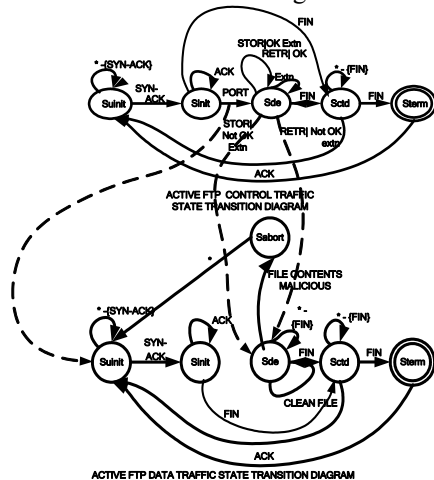 FIN
STOR|OK Extn
RETR| OK
* -{SYN-ACK}
ACK
Extn
* - {FIN}
SYN-
ACK
PORT
FIN
FIN
Suinit
Sinit
Sde
Sctd
Sterm
STOR|
Not OK
Extn
RETR| Not OK
extn
ACK
ACTIVE FTP CONTROL TRAFFIC
STATE TRANSITION DIAGRAM
Sabort
FILE CONTENTS
MALICIOUS
* -{SYN-ACK}
ACK
* -
{FIN}
* - {FIN}
SYN-
ACK
FIN
FIN
Suinit
Sinit
Sde
Sctd
Sterm
CLEAN FILE
FIN
ACK
ACTIVE FTP DATA TRAFFIC STATE TRANSITION DIAGRAM